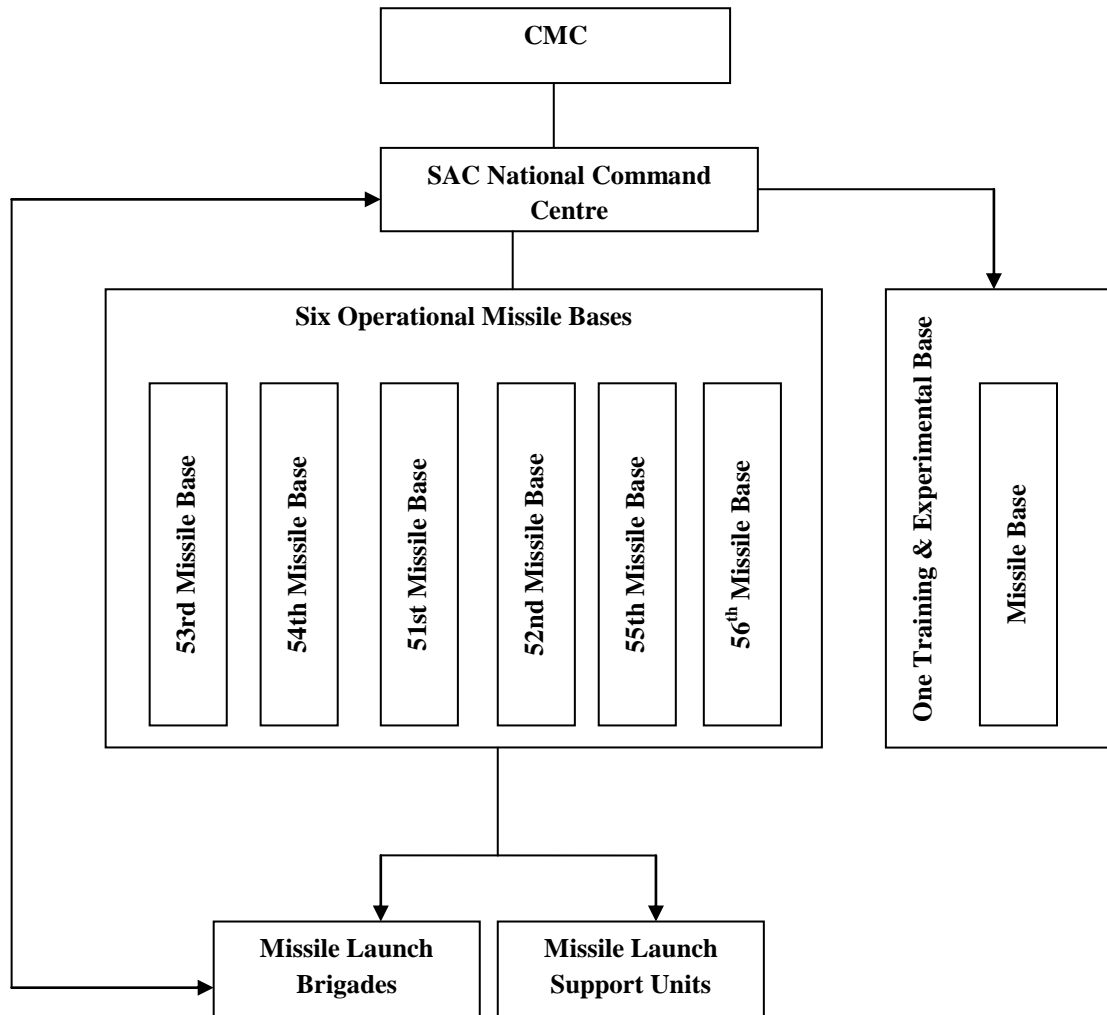 CMC
SAC National Command
Centre
Six Operational Missile Bases
53rd Missile Base
54th Missile Base
51st Missile Base
52nd Missile Base
55th Missile Base
56th Missile Base
One Training & Experimental Base
Missile Base
Missile Launch
Brigades
Missile Launch
Support Units